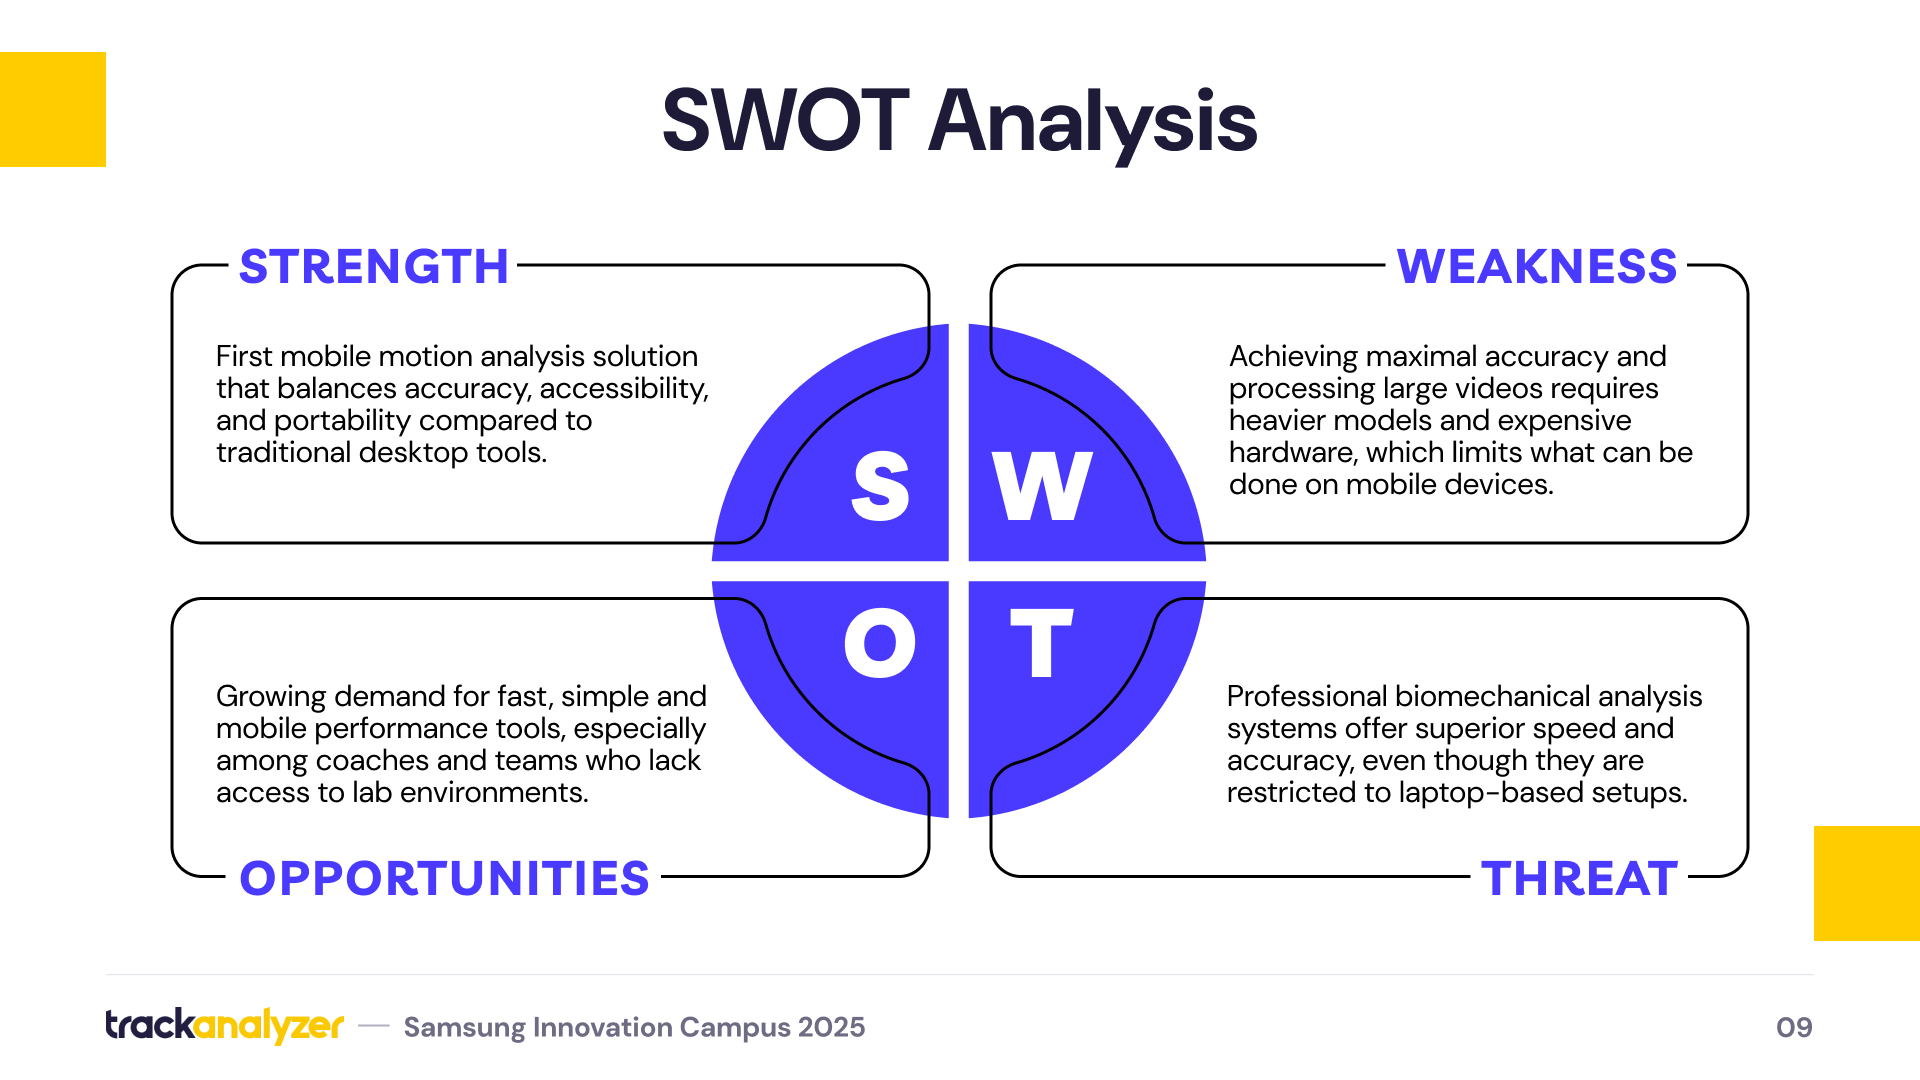 SWOT Analysis
STRENGTH
First mobile motion analysis solution
that balances accuracy, accessibility,
and portability compared to
traditional desktop tools.
WEAKNESS
Achieving maximal accuracy and
processing large videos requires
heavier models and expensive
hardware, which limits what can be
done on mobile devices.
S W
O T
Growing demand for fast, simple and
mobile performance tools, especially
among coaches and teams who lack
access to lab environments.
OPPORTUNITIES
Professional biomechanical analysis
systems offer superior speed and
accuracy, even though they are
restricted to laptop-based setups.
THREAT
trackanalyzer — Samsung Innovation Campus 2025
09